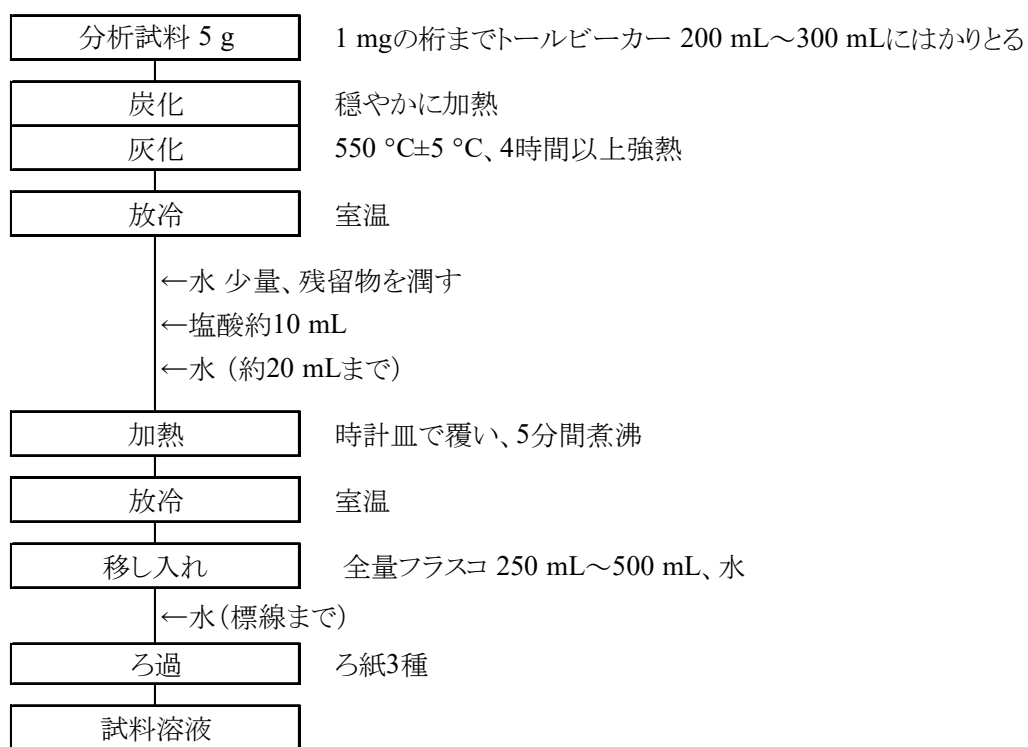 分析試料 5 g 1 mgの桁までトールビーカー 200 mL～300 mLにはかりとる
炭化 穏やかに加熱
灰化 550 °C±5 °C、4時間以上強熱
放冷 室温
←水 少量、残留物を潤す
←塩酸約10 mL
←水 （約20 mLまで）
加熱 時計皿で覆い、5分間煮沸
放冷 室温
移し入れ 全量フラスコ 250 mL～500 mL、水
←水（標線まで）
ろ過 ろ紙3種
試料溶液